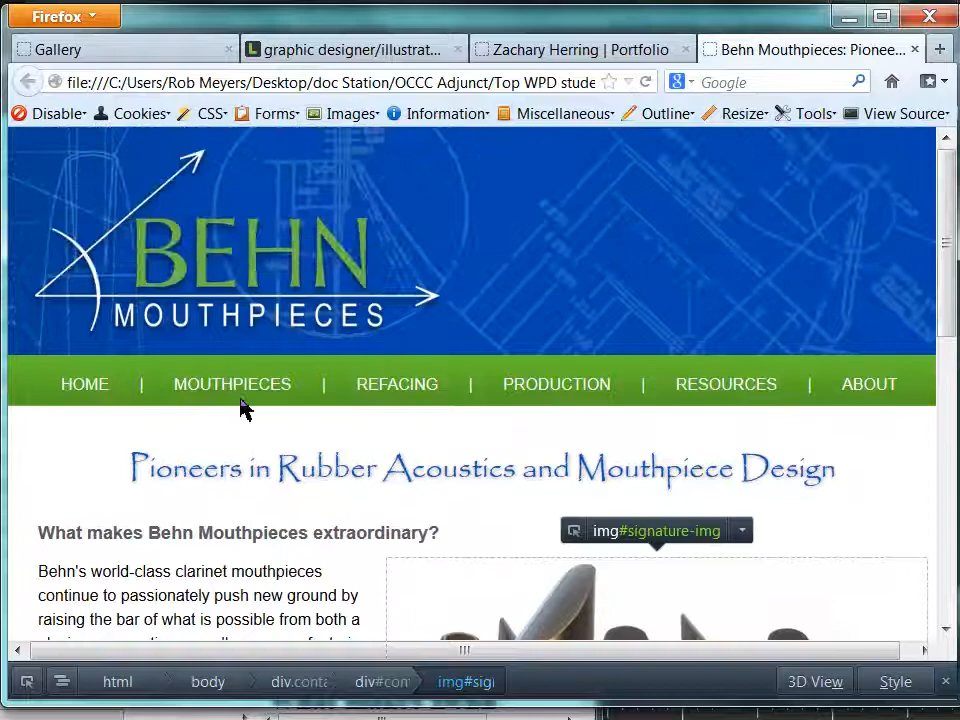 Firefox
Gallery
graphic designer/illustrat...
Zachary Herring | Portfolio
Behn Mouthpieces: Pionee...
file:///C:/Users/Rob Meyers/Desktop/doc Station/OCCC Adjunct/Top WPD stude
Google
Disable
Cookies
CSS
Forms
Images
Information
Miscellaneous
Outline
Resize
Tools
View Source
BEHN
MOUTHPIECES
HOME | MOUTHPIECES | REFACING | PRODUCTION | RESOURCES | ABOUT
Pioneers in Rubber Acoustics and Mouthpiece Design
What makes Behn Mouthpieces extraordinary?
img#signature-img
Behn's world-class clarinet mouthpieces
continue to passionately push new ground by
raising the bar of what is possible from both a
html
body
div.conta
div#com
img#sig
3D View
Style